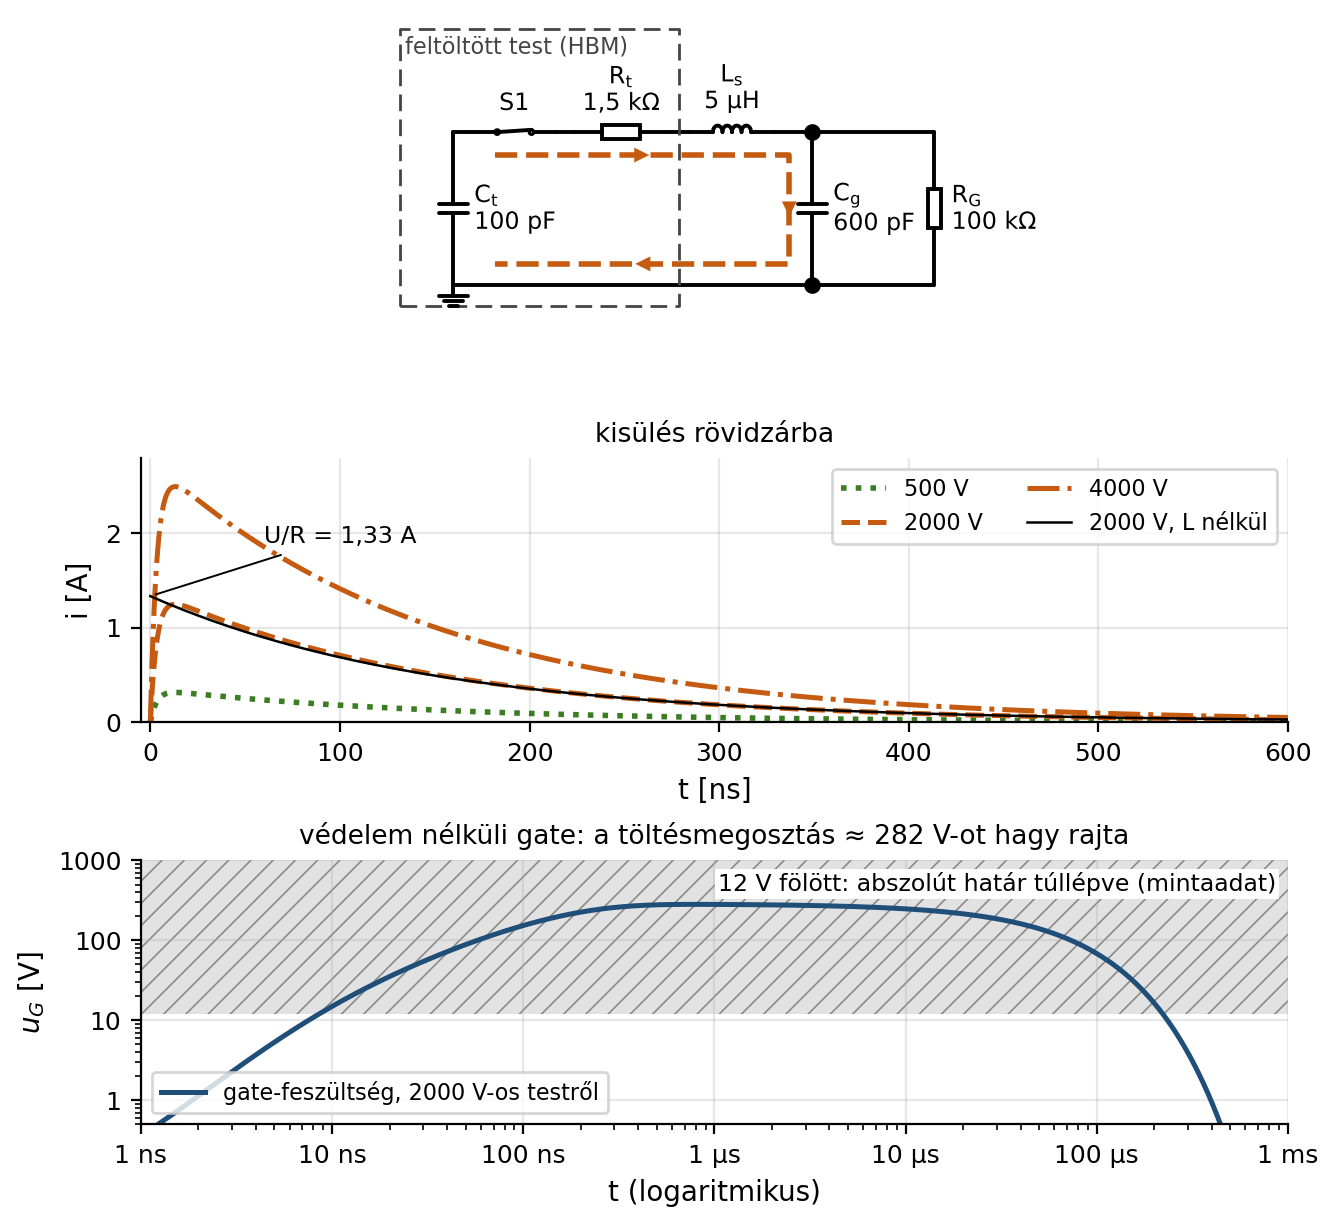 feltöltött test (HBM)
S1
Rt
1,5 kΩ
Ls
5 µH
Ct
100 pF
Cg
600 pF
RG
100 kΩ
kisülés rövidzárba
i [A]
2
1
0
U/R = 1,33 A
500 V
2000 V
4000 V
2000 V, L nélkül
0 100 200 300 400 500 600
t [ns]
védelem nélküli gate: a töltésmegosztás ≈ 282 V-ot hagy rajta
uG [V]
1000
100
10
1
12 V fölött: abszolút határ túllépve (mintaadat)
gate-feszültség, 2000 V-os testről
1 ns 10 ns 100 ns 1 µs 10 µs 100 µs 1 ms
t (logaritmikus)